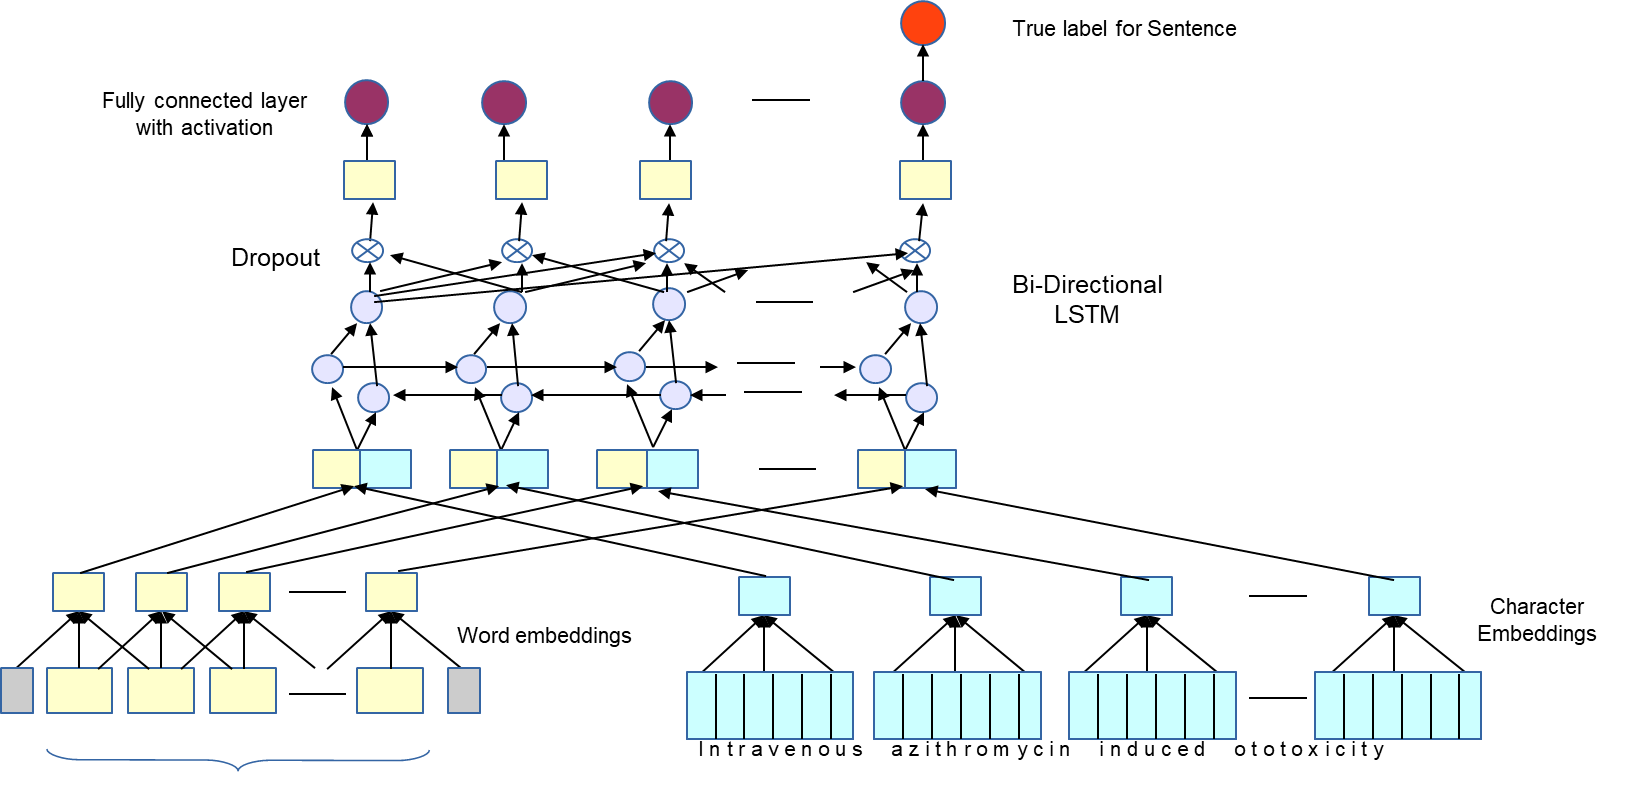 True label for Sentence
Fully connected layer
with activation
Dropout
Bi-Directional
LSTM
Word embeddings
Character
Embeddings
Intravenous azithromycin induced ototoxicity